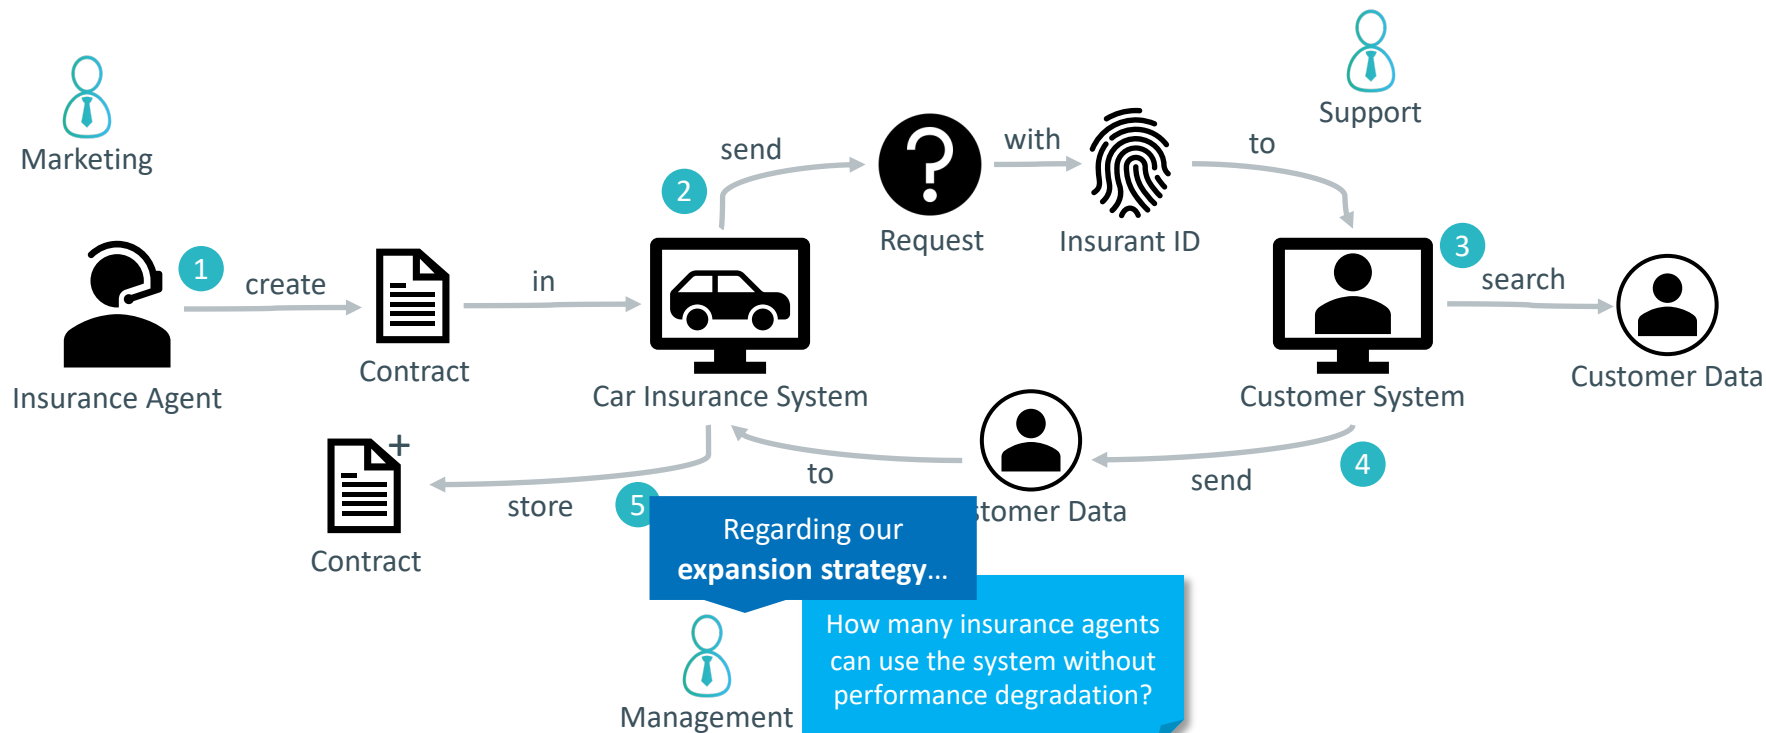 Support
Marketing
send
with
to
2
Request
Insurant ID
3
1
create
in
search
Contract
Insurance Agent
Car Insurance System
Customer System
Customer Data
+
to
send
4
store
5
stomer Data
Contract
Regarding our
expansion strategy...
How many insurance agents
can use the system without
performance degradation?
Management